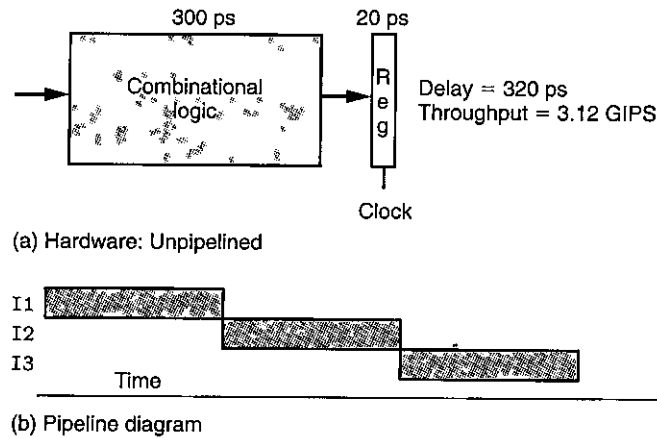 300 ps
20 ps
Combinational
logic
R
e
g
Delay = 320 ps
Throughput = 3.12 GIPS
Clock
(a) Hardware: Unpipelined
I1
I2
I3
Time
(b) Pipeline diagram